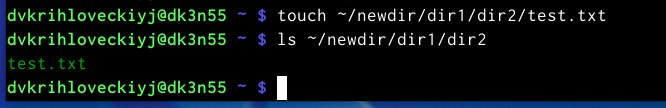 dvkrihloveckiyj@dk3n55 ~ $ touch ~/newdir/dir1/dir2/test.txt
dvkrihloveckiyj@dk3n55 ~ $ ls ~/newdir/dir1/dir2
test.txt
dvkrihloveckiyj@dk3n55 ~ $